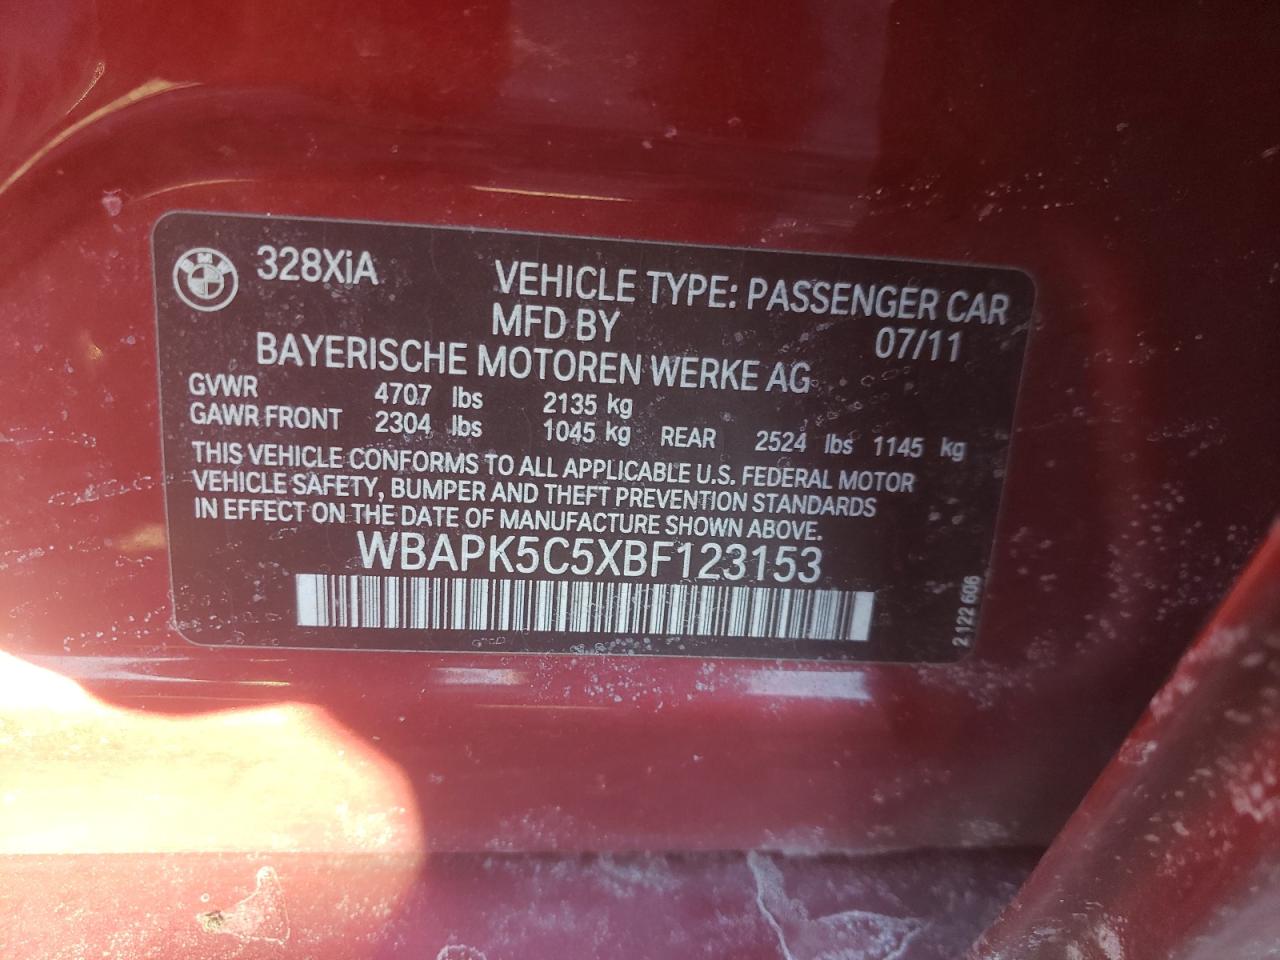 BMW
328XiA
VEHICLE TYPE: PASSENGER CAR
MFD BY 07/11
BAYERISCHE MOTOREN WERKE AG
GVWR 4707 lbs 2135 kg
GAWR FRONT 2304 lbs 1045 kg REAR 2524 lbs 1145 kg
THIS VEHICLE CONFORMS TO ALL APPLICABLE U.S. FEDERAL MOTOR
VEHICLE SAFETY, BUMPER AND THEFT PREVENTION STANDARDS
IN EFFECT ON THE DATE OF MANUFACTURE SHOWN ABOVE.
WBAPK5C5XBF123153
2 122 606